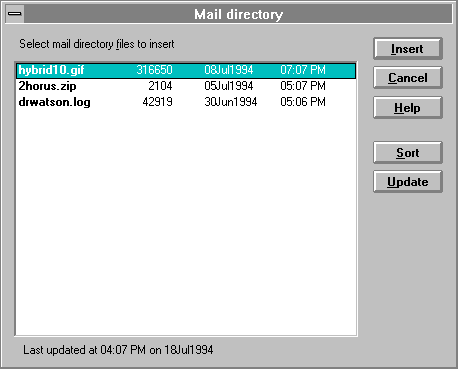 Mail directory
Select mail directory files to insert
hybrid10.gif 316650 08Jul1994 07:07 PM
2horus.zip 2104 05Jul1994 05:07 PM
drwatson.log 42919 30Jun1994 05:06 PM
Insert
Cancel
Help
Sort
Update
Last updated at 04:07 PM on 18Jul1994